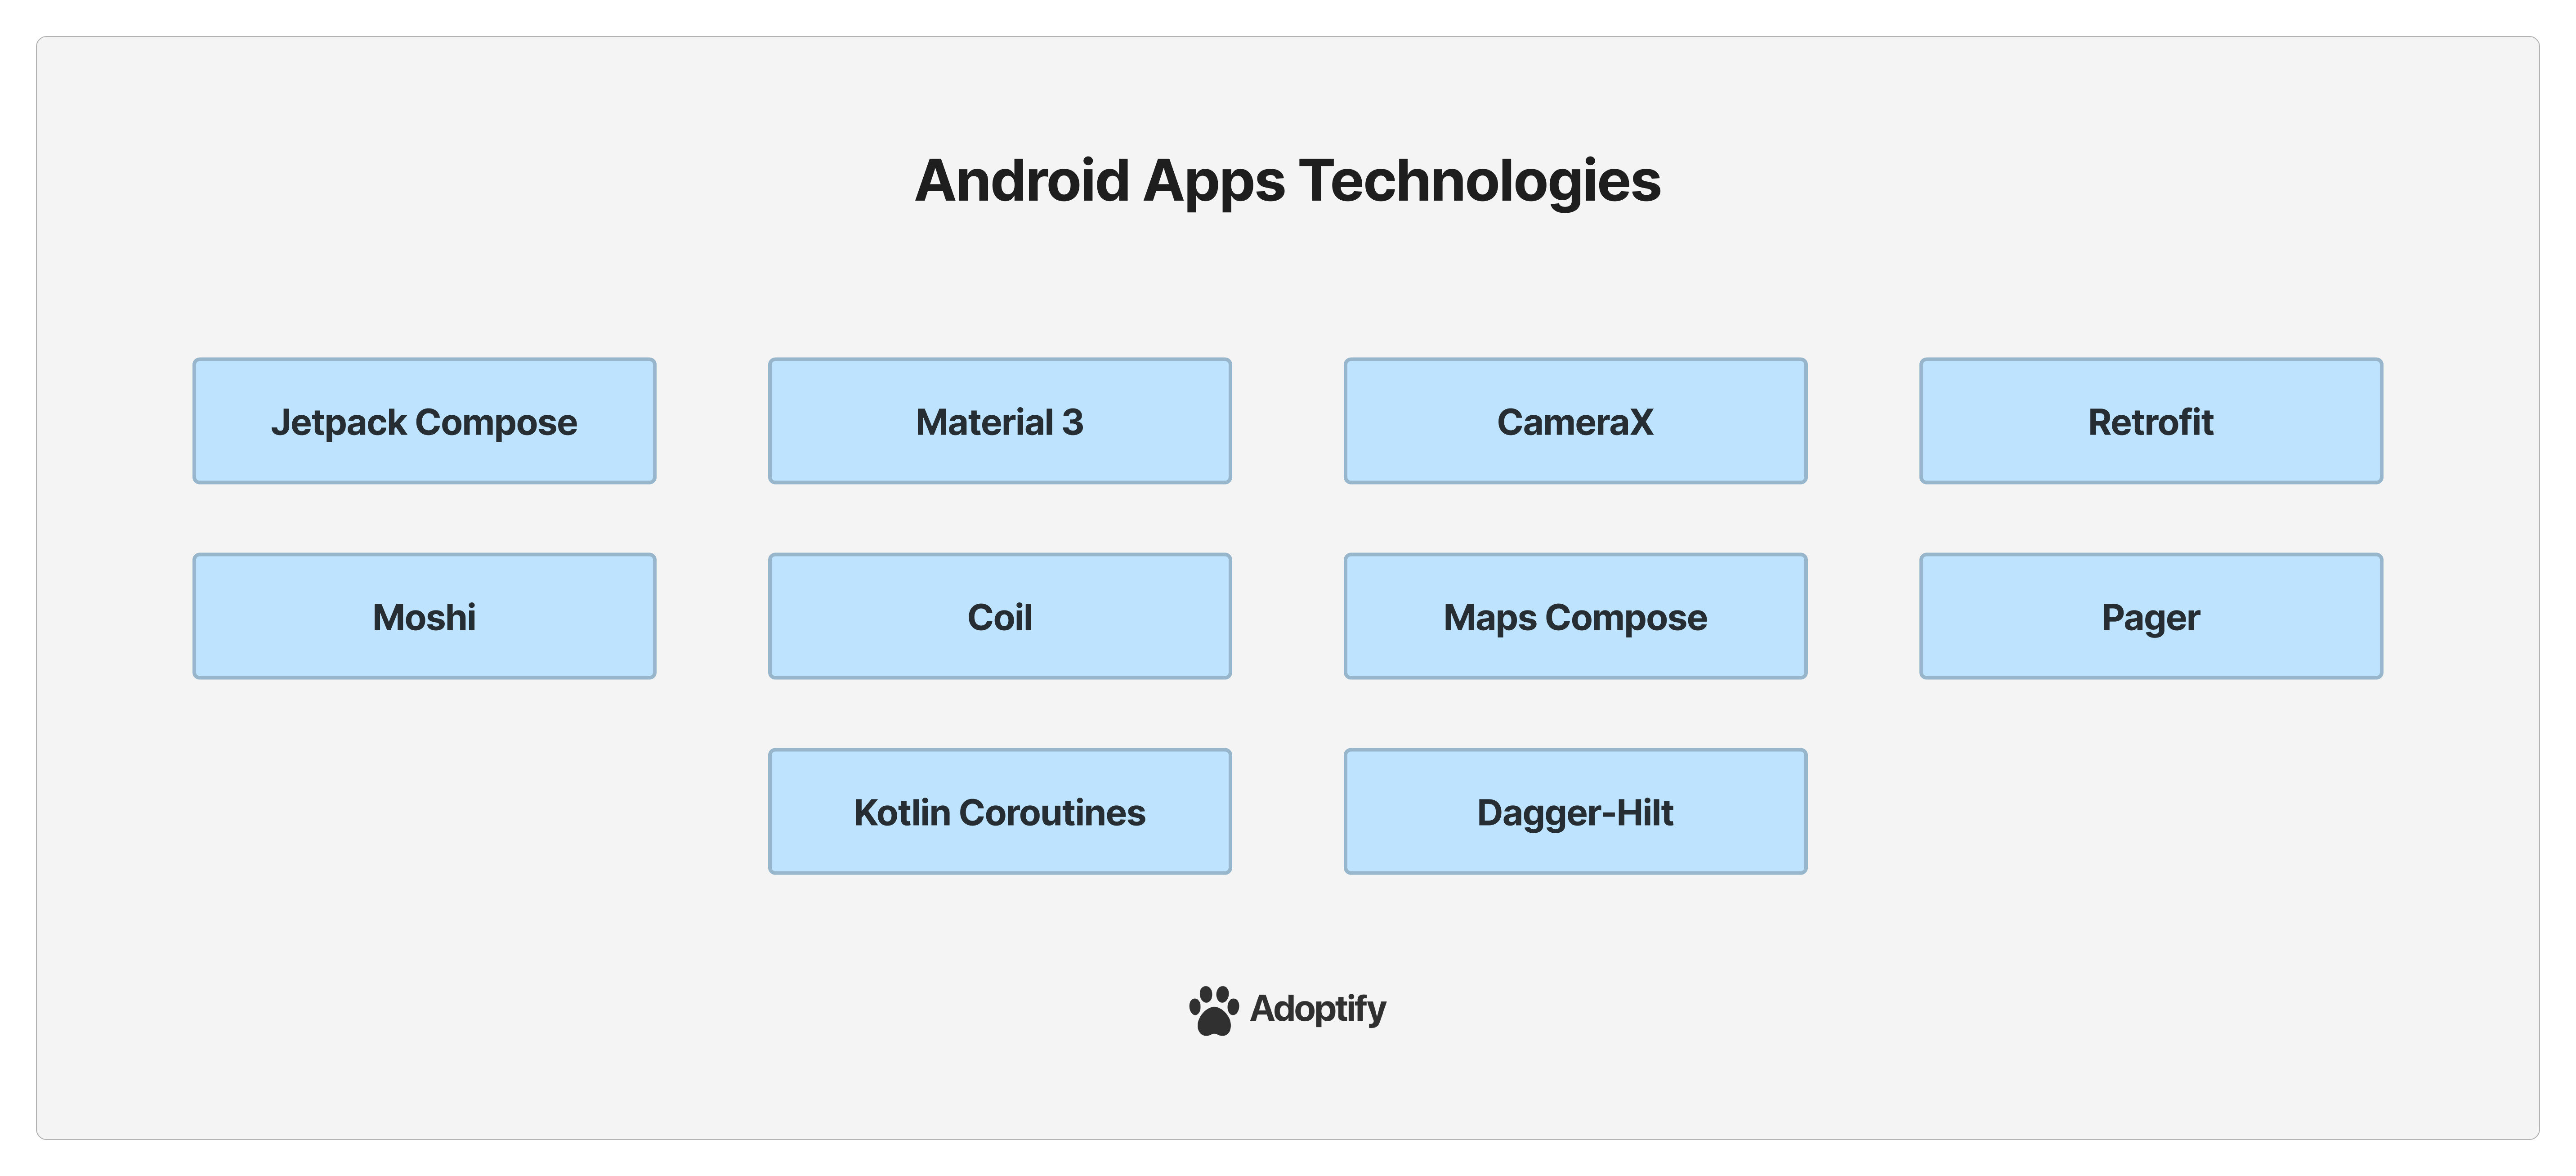 Android Apps Technologies
Jetpack Compose
Material 3
CameraX
Retrofit
Moshi
Coil
Maps Compose
Pager
Kotlin Coroutines
Dagger-Hilt
Adoptify